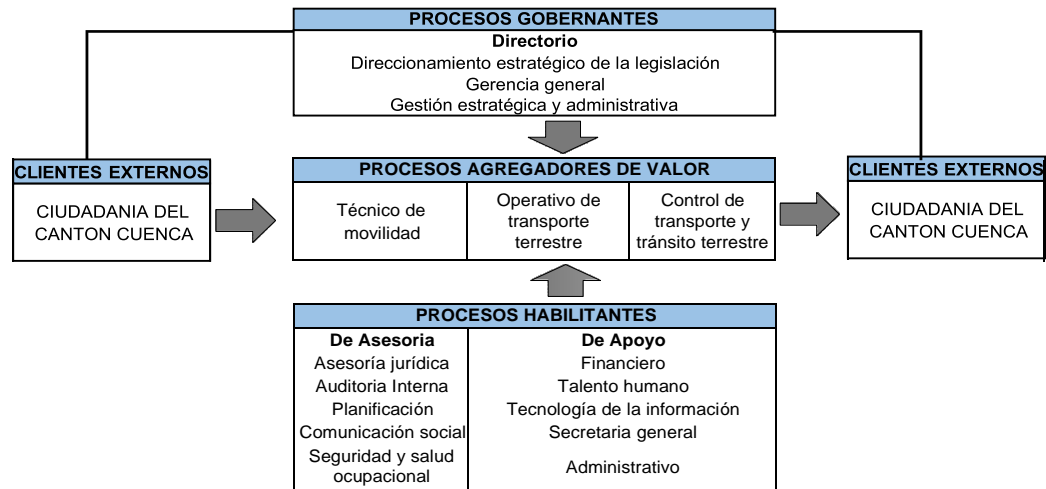 PROCESOS GOBERNANTES
Directorio
Direccionamiento estratégico de la legislación
Gerencia general
Gestión estratégica y administrativa
CLIENTES EXTERNOS
CIUDADANIA DEL
CANTON CUENCA
PROCESOS AGREGADORES DE VALOR
Técnico de
movilidad
Operativo de
transporte
terrestre
Control de
transporte y
tránsito terrestre
CLIENTES EXTERNOS
CIUDADANIA DEL
CANTON CUENCA
PROCESOS HABILITANTES
De Asesoria
Asesoría jurídica
Auditoria Interna
Planificación
Comunicación social
Seguridad y salud
ocupacional
De Apoyo
Financiero
Talento humano
Tecnología de la información
Secretaria general
Administrativo